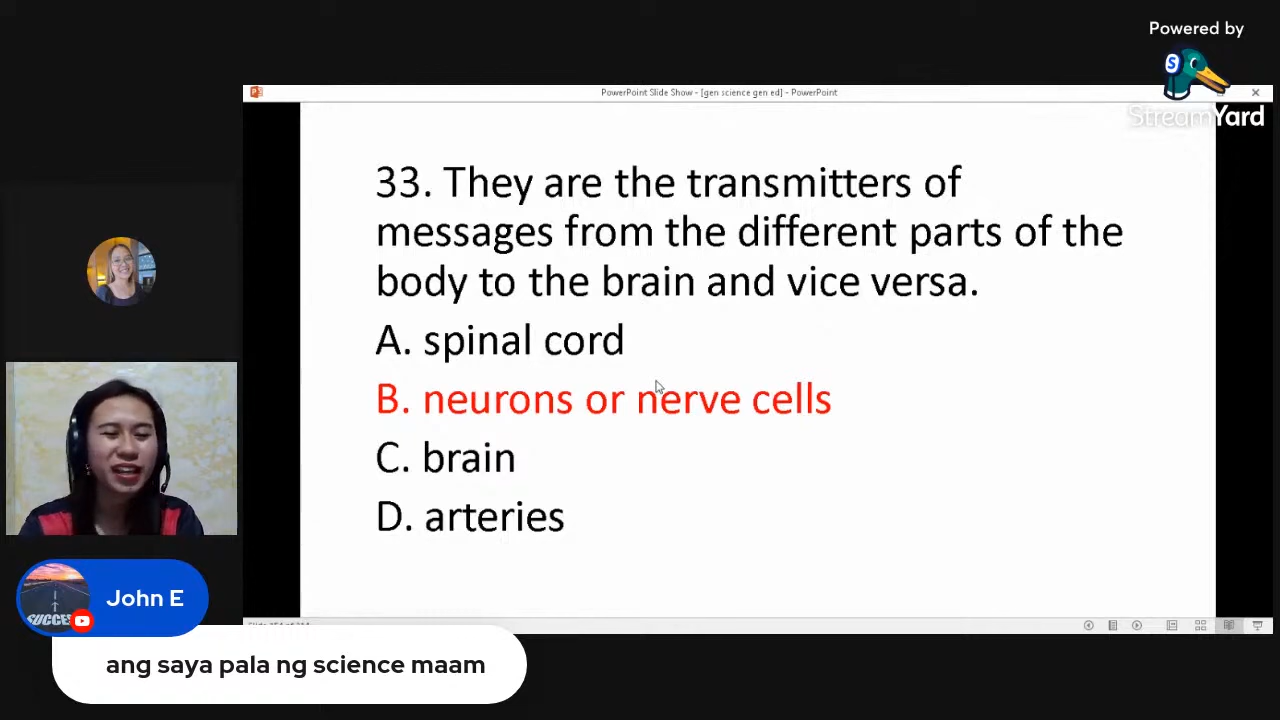 Powered by
StreamYard
PowerPoint Slide Show - [gen science gen ed] - PowerPoint
33. They are the transmitters of
messages from the different parts of the
body to the brain and vice versa.
A. spinal cord
B. neurons or nerve cells
C. brain
D. arteries
SUCCESS
John E
ang saya pala ng science maam